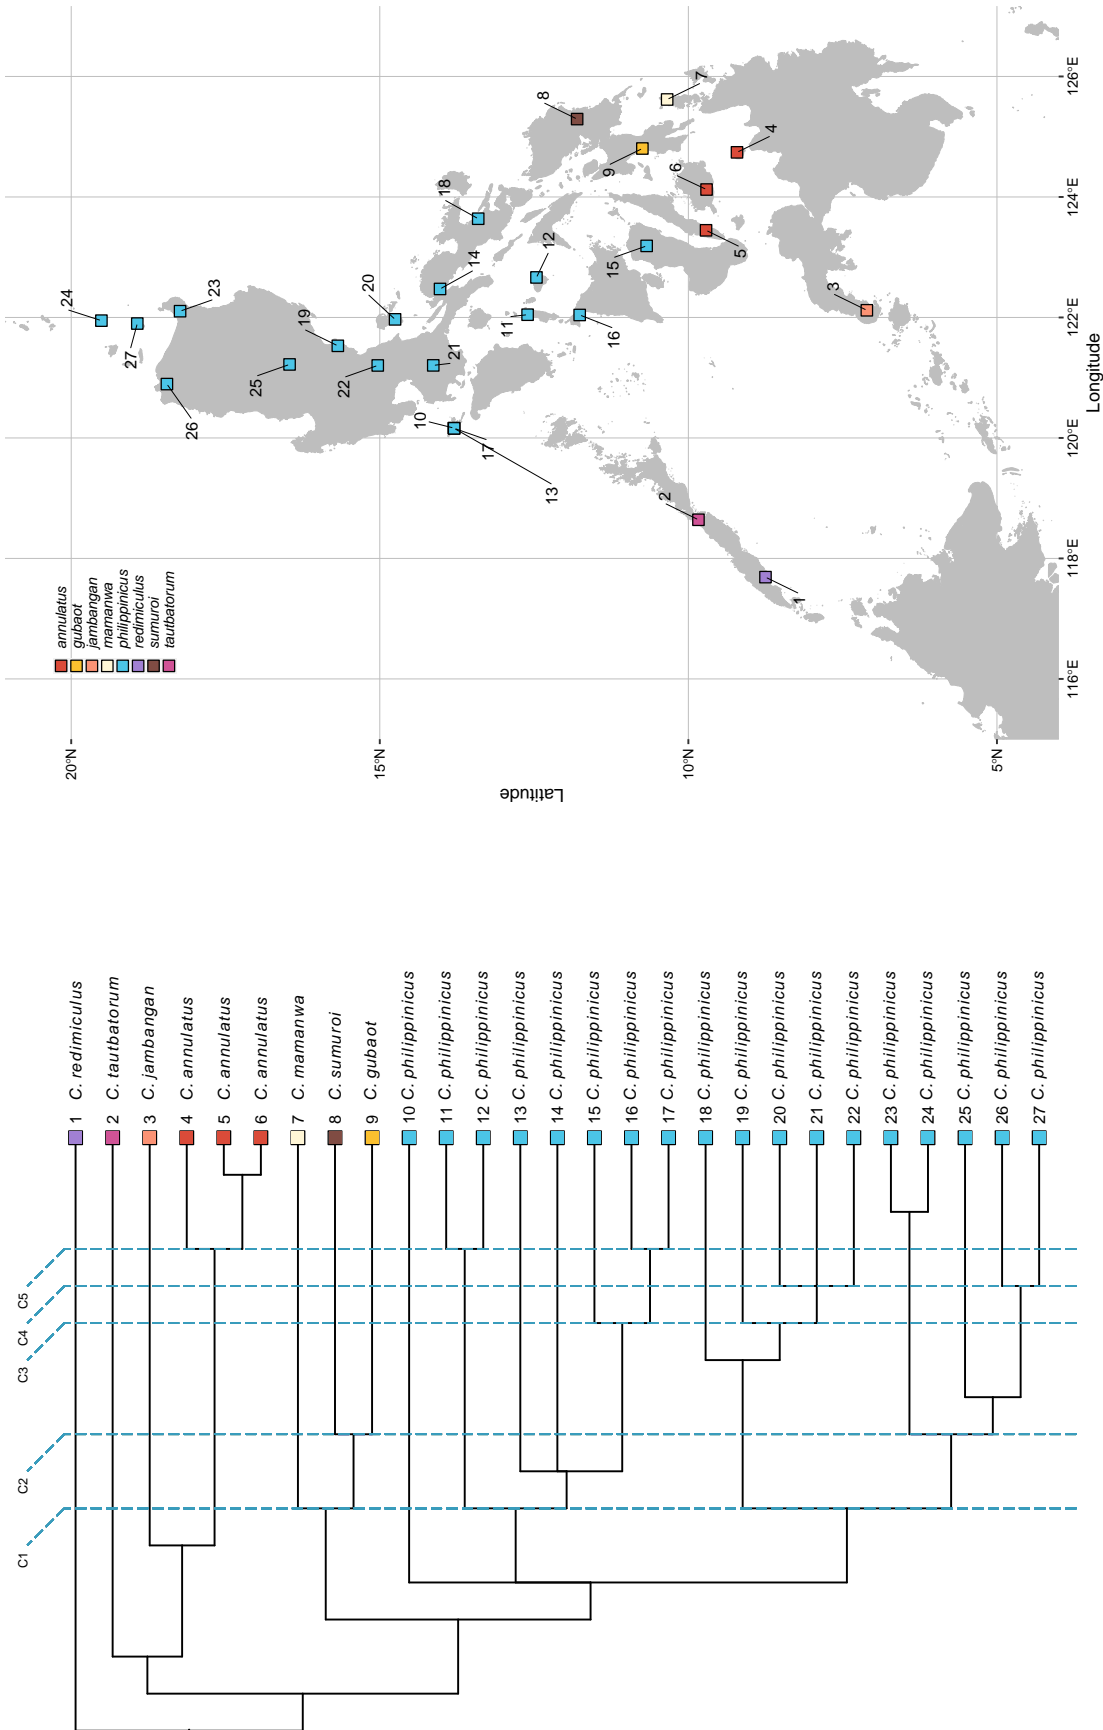 C1
C2
C3
C4
C5
1 C. redimiculus
2 C. tautbatorum
3 C. jambangan
4 C. annulatus
5 C. annulatus
6 C. annulatus
7 C. mamanwa
8 C. sumuroi
9 C. gubaot
10 C. philippinicus
11 C. philippinicus
12 C. philippinicus
13 C. philippinicus
14 C. philippinicus
15 C. philippinicus
16 C. philippinicus
17 C. philippinicus
18 C. philippinicus
19 C. philippinicus
20 C. philippinicus
21 C. philippinicus
22 C. philippinicus
23 C. philippinicus
24 C. philippinicus
25 C. philippinicus
26 C. philippinicus
27 C. philippinicus
annulatus
gubaot
jambangan
mamanwa
philippinicus
redimiculus
sumuroi
tautbatorum
24
27
23
26
25
19
20
22
21
14
18
10
17
13
11
12
16
15
8
9
7
6
5
4
3
2
1
20°N
15°N
10°N
5°N
Latitude
116°E
118°E
120°E
122°E
124°E
126°E
Longitude